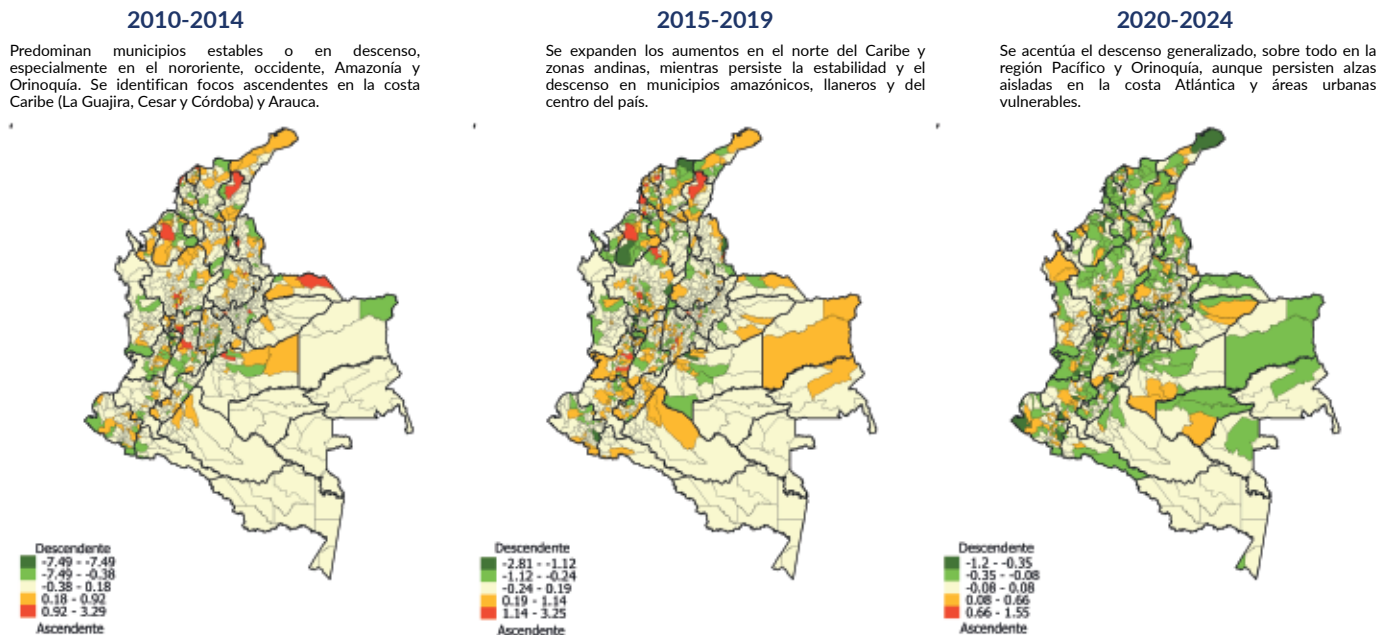 2010-2014
Predominan municipios estables o en descenso,
especialmente en el nororiente, occidente, Amazonía y
Orinoquía. Se identifican focos ascendentes en la costa
Caribe (La Guajira, Cesar y Córdoba) y Arauca.
2015-2019
Se expanden los aumentos en el norte del Caribe y
zonas andinas, mientras persiste la estabilidad y el
descenso en municipios amazónicos, llaneros y del
centro del país.
2020-2024
Se acentúa el descenso generalizado, sobre todo en la
región Pacífico y Orinoquía, aunque persisten alzas
aisladas en la costa Atlántica y áreas urbanas
vulnerables.
Descendente
-7.49 - -7.49
-7.49 - -0.38
-0.38 - 0.18
0.18 - 0.92
0.92 - 3.29
Ascendente
Descendente
-2.81 - -1.12
-1.12 - -0.24
-0.24 - 0.19
0.19 - 1.14
1.14 - 3.25
Ascendente
Descendente
-1.2 - -0.35
-0.35 - -0.08
-0.08 - 0.08
0.08 - 0.66
0.66 - 1.55
Ascendente